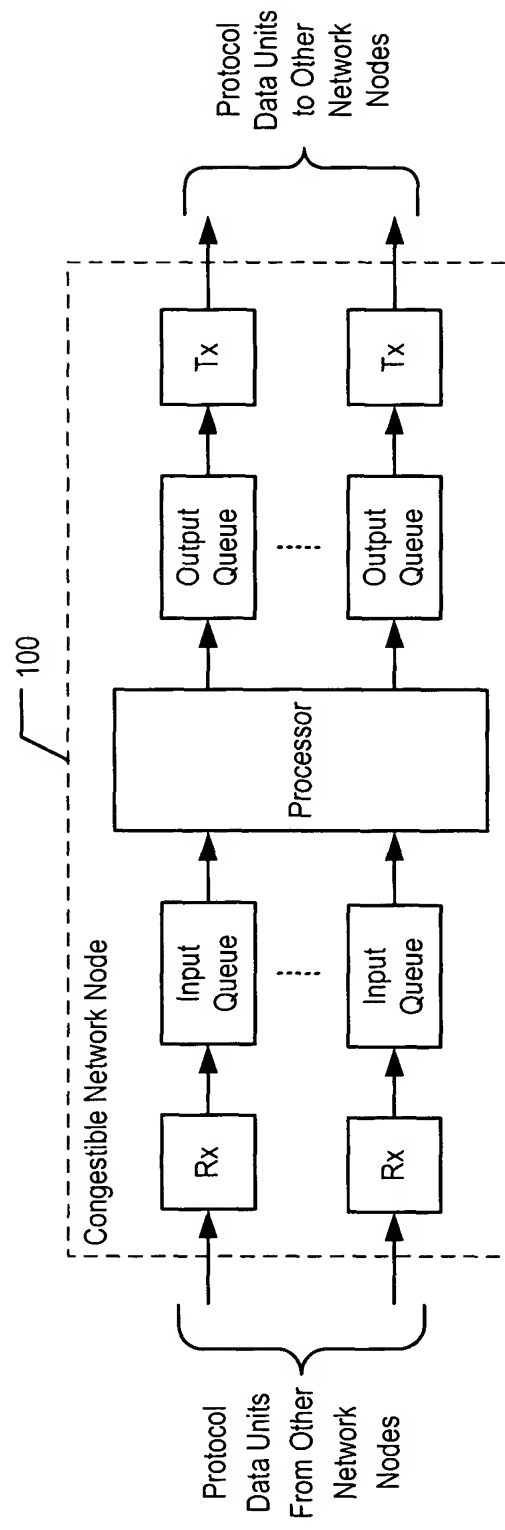 100
Congestible Network Node
Protocol
Data Units
From Other
Network
Nodes
Rx
Input
Queue
Processor
Output
Queue
Tx
Protocol
Data Units
to Other
Network
Nodes
Rx
Input
Queue
Output
Queue
Tx